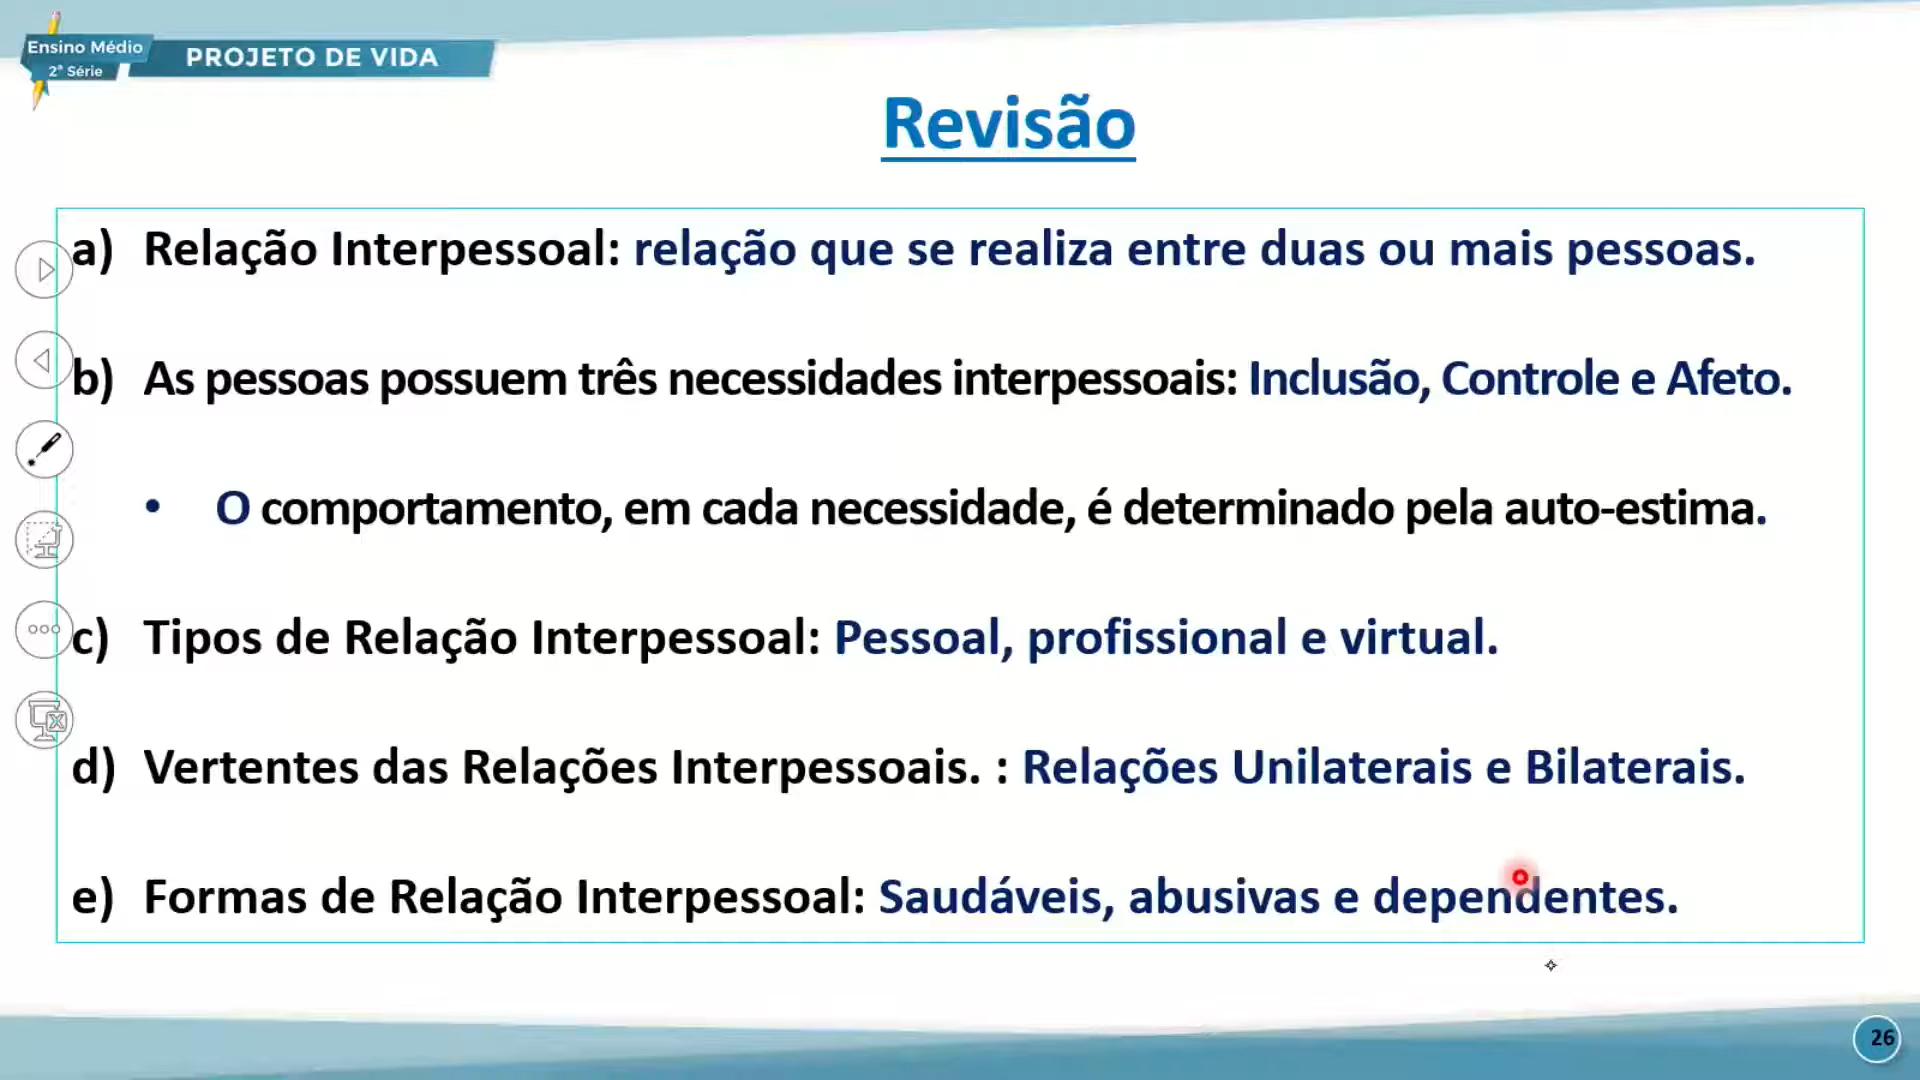 Ensino Médio
2ª Série
PROJETO DE VIDA
Revisão
a) Relação Interpessoal: relação que se realiza entre duas ou mais pessoas.
b) As pessoas possuem três necessidades interpessoais: Inclusão, Controle e Afeto.
• O comportamento, em cada necessidade, é determinado pela auto-estima.
c) Tipos de Relação Interpessoal: Pessoal, profissional e virtual.
d) Vertentes das Relações Interpessoais. : Relações Unilaterais e Bilaterais.
e) Formas de Relação Interpessoal: Saudáveis, abusivas e dependentes.
26